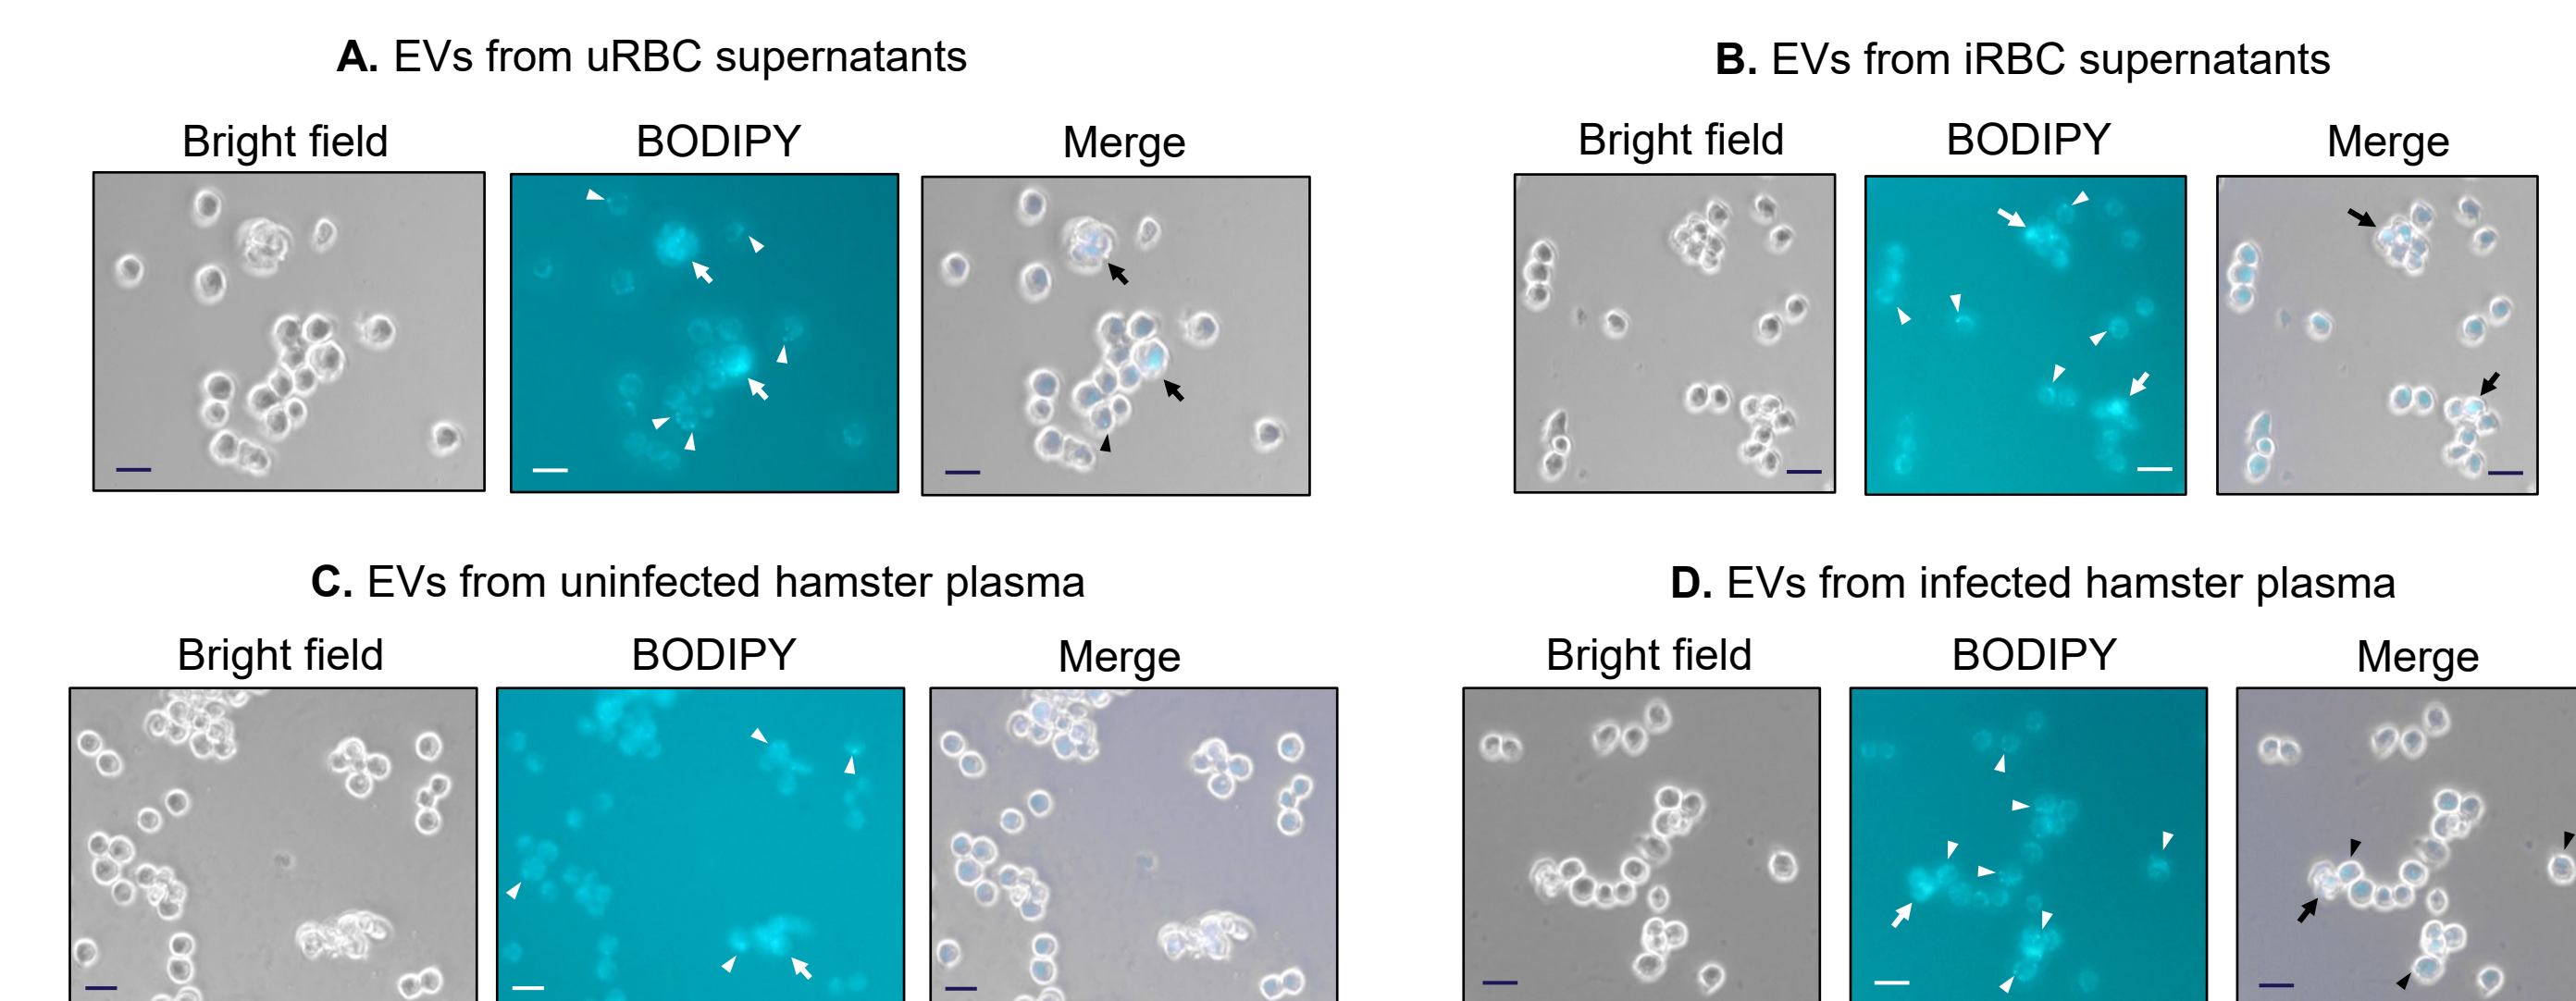 A. EVs from uRBC supernatants
Bright field BODIPY Merge
B. EVs from iRBC supernatants
Bright field BODIPY Merge
C. EVs from uninfected hamster plasma
Bright field BODIPY Merge
D. EVs from infected hamster plasma
Bright field BODIPY Merge